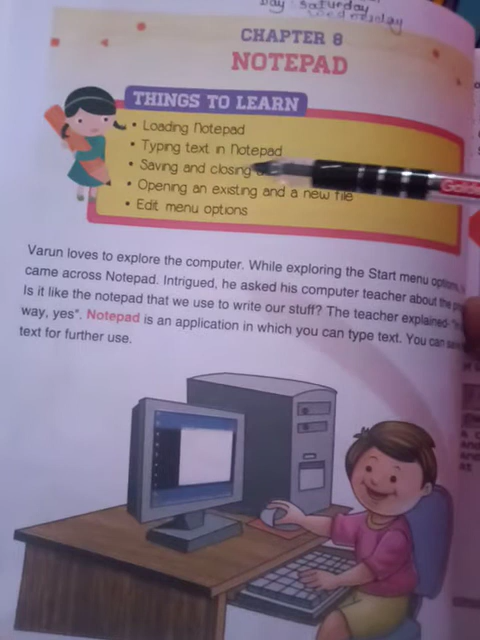 Day : Saturday
Wednesday
CHAPTER 8
NOTEPAD
THINGS TO LEARN
• Loading Notepad
• Typing text in Notepad
• Saving and closing
• Opening an existing and a new file
• Edit menu options
Varun loves to explore the computer. While exploring the Start menu options,
came across Notepad. Intrigued, he asked his computer teacher about the
Is it like the notepad that we use to write our stuff? The teacher explained-
way, yes". Notepad is an application in which you can type text. You can
text for further use.